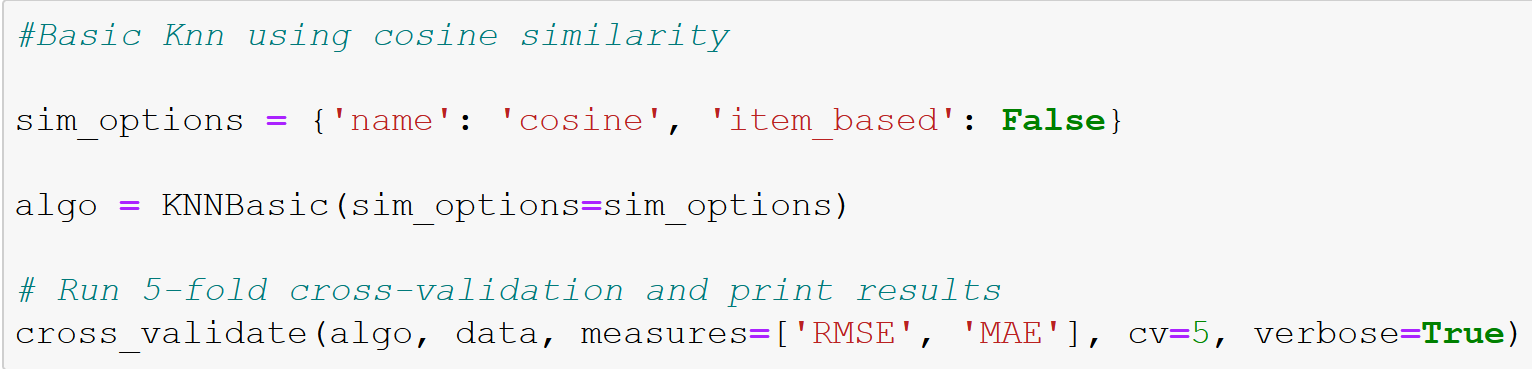 #Basic Knn using cosine similarity
sim_options = {'name': 'cosine', 'item_based': False}
algo = KNNBasic(sim_options=sim_options)
# Run 5-fold cross-validation and print results
cross_validate(algo, data, measures=['RMSE', 'MAE'], cv=5, verbose=True)